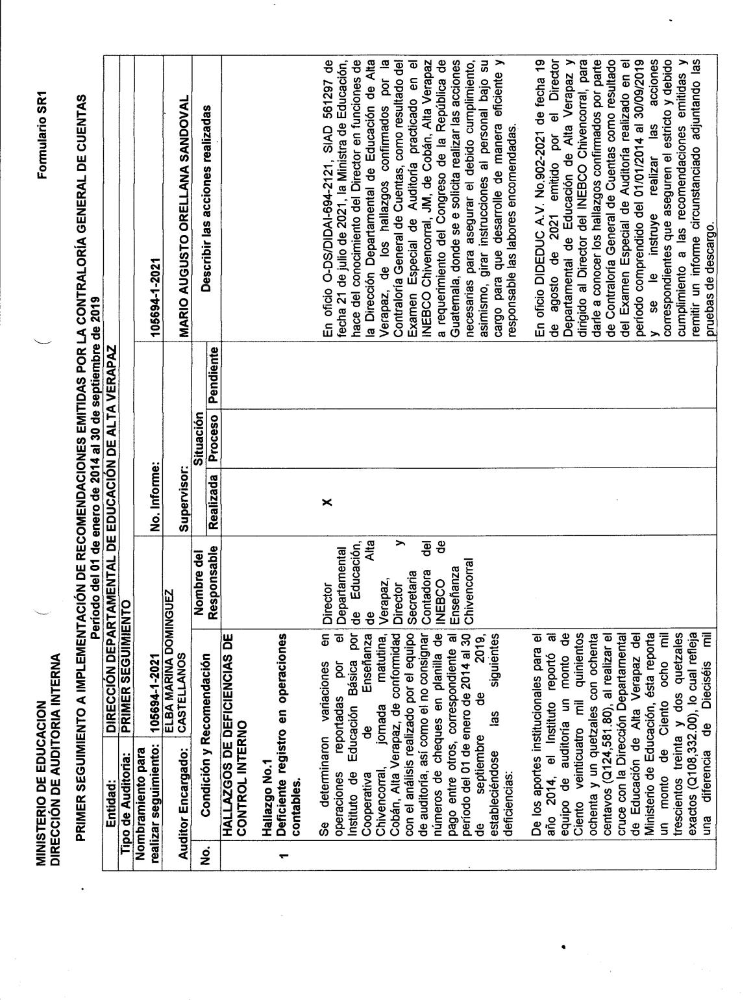 MINISTERIO DE EDUCACION
DIRECCIÓN DE AUDITORIA INTERNA
Formulario SR1
PRIMER SEGUIMIENTO A IMPLEMENTACIÓN DE RECOMENDACIONES EMITIDAS POR LA CONTRALORÍA GENERAL DE CUENTAS
Período del 01 de enero de 2014 al 30 de septiembre de 2019
Entidad: DIRECCIÓN DEPARTAMENTAL DE EDUCACIÓN DE ALTA VERAPAZ
Tipo de Auditoria: PRIMER SEGUIMIENTO
Nombramiento para
realizar seguimiento: 105694-1-2021 No. Informe: 105694-1-2021
Auditor Encargado: ELBA MARINA DOMINGUEZ
CASTELLANOS
Supervisor: MARIO AUGUSTO ORELLANA SANDOVAL
No. Condición y Recomendación
Nombre del
Responsable
Situación
Realizada Proceso Pendiente
Describir las acciones realizadas
HALLAZGOS DE DEFICIENCIAS DE
CONTROL INTERNO
Hallazgo No.1
1 Deficiente registro en operaciones
contables.
Se determinaron variaciones en
operaciones reportadas por el
Instituto de Educación Básica por
Cooperativa de Enseñanza
Chivencorral, jornada matutina,
Cobán, Alta Verapaz, de conformidad
con el análisis realizado por el equipo
de auditoría, así como el no consignar
números de cheques en planilla de
pago entre otros, correspondiente al
período del 01 de enero de 2014 al 30
de septiembre de 2019,
estableciéndose las siguientes
deficiencias:
De los aportes institucionales para el
año 2014, el Instituto reportó al
equipo de auditoría un monto de
Ciento veinticuatro mil quinientos
ochenta y un quetzales con ochenta
centavos (Q124,581.80), al realizar el
cruce con la Dirección Departamental
de Educación de Alta Verapaz del
Ministerio de Educación, ésta reporta
un monto de Ciento ocho mil
trescientos treinta y dos quetzales
exactos (Q108,332.00), lo cual refleja
una diferencia de Dieciséis mil
Director
Departamental
de Educación,
de Alta
Verapaz,
Director y
Secretaria
Contadora del
INEBCO de
Enseñanza
Chivencorral
X
En oficio O-DS/DIDAI-694-2121, SIAD 561297 de
fecha 21 de julio de 2021, la Ministra de Educación,
hace del conocimiento del Director en funciones de
la Dirección Departamental de Educación de Alta
Verapaz, de los hallazgos confirmados por la
Contraloría General de Cuentas, como resultado del
Examen Especial de Auditoría practicado en el
INEBCO Chivencorral, JM, de Cobán, Alta Verapaz
a requerimiento del Congreso de la República de
Guatemala, donde se e solicita realizar las acciones
necesarias para asegurar el debido cumplimiento,
asimismo, girar instrucciones al personal bajo su
cargo para que desarrolle de manera eficiente y
responsable las labores encomendadas.
En oficio DIDEDUC A.V. No.902-2021 de fecha 19
de agosto de 2021 emitido por el Director
Departamental de Educación de Alta Verapaz y
dirigido al Director del INEBCO Chivencorral, para
darle a conocer los hallazgos confirmados por parte
de Contraloría General de Cuentas como resultado
del Examen Especial de Auditoría realizado en el
período comprendido del 01/01/2014 al 30/09/2019
y se le instruye realizar las acciones
correspondientes que aseguren el estricto y debido
cumplimiento a las recomendaciones emitidas y
remitir un informe circunstanciado adjuntando las
pruebas de descargo.